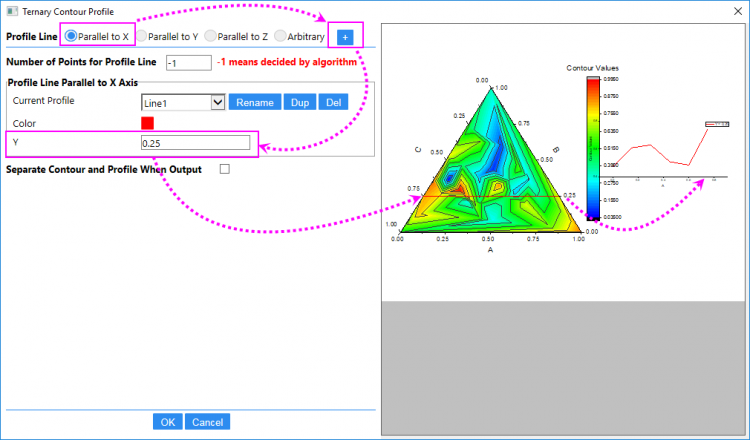 Ternary Contour Profile
Profile Line Parallel to X Parallel to Y Parallel to Z Arbitrary +
Number of Points for Profile Line -1 -1 means decided by algorithm
Profile Line Parallel to X Axis
Current Profile Line1 Rename Dup Del
Color
Y 0.25
Separate Contour and Profile When Output
OK Cancel
Contour Values
0.00 1.00
0.25 0.75
C B
0.50 0.50
0.75 0.25
1.00 0.00
0.00 0.25 0.50 0.75 1.00
A